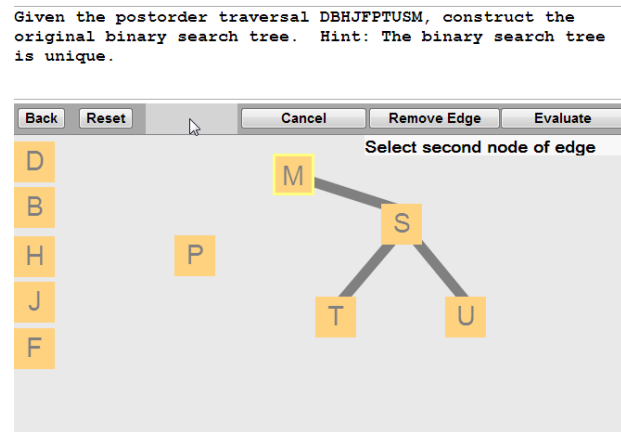 Given the postorder traversal DBHJFPTUSM, construct the
original binary search tree. Hint: The binary search tree
is unique.
Back Reset Cancel Remove Edge Evaluate
Select second node of edge
D
M
B
S
H
P
J
T U
F